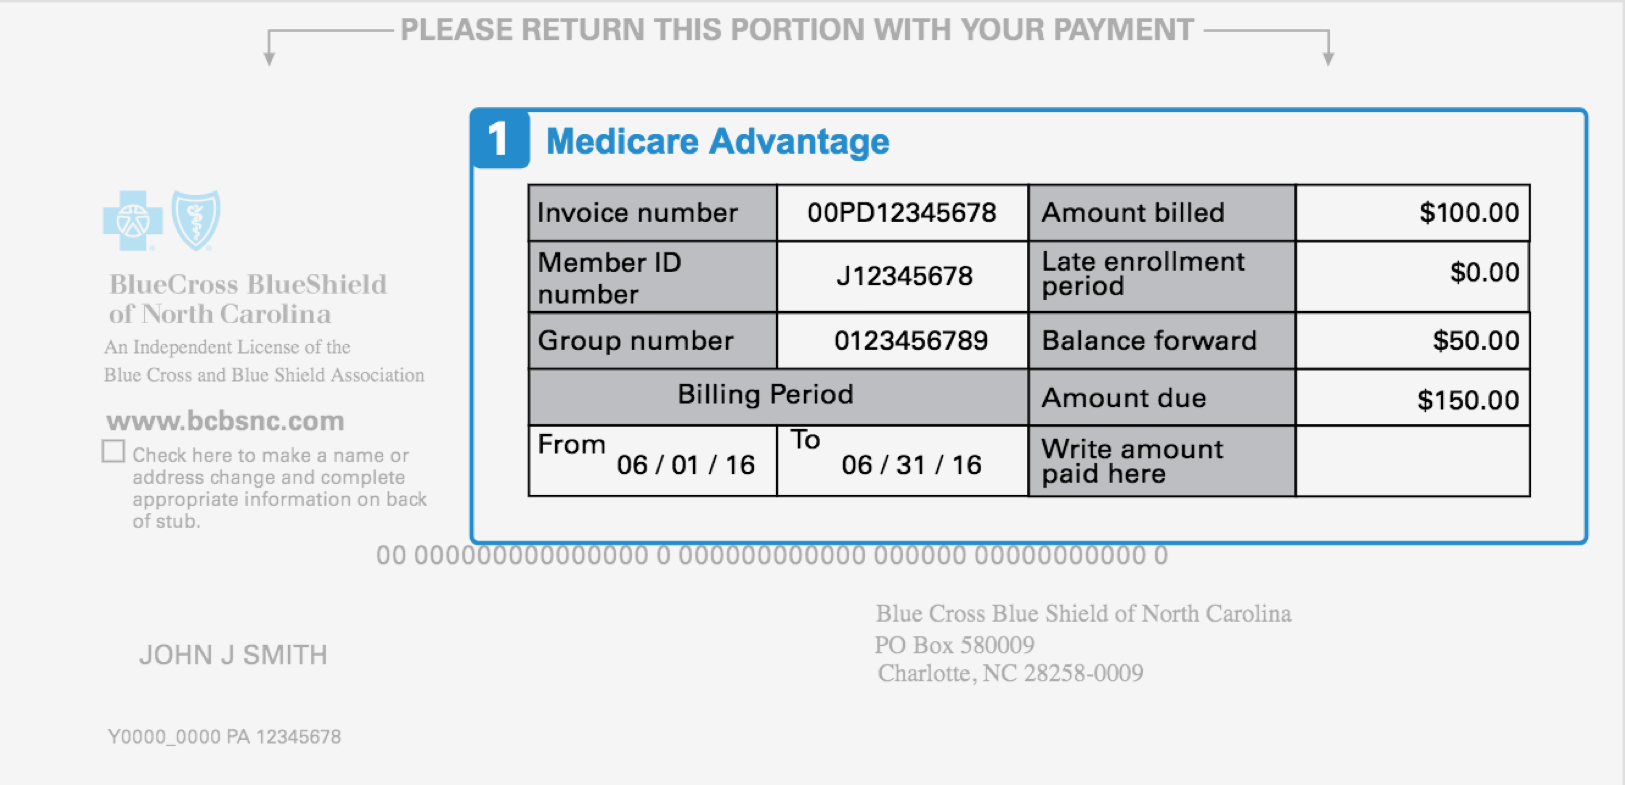 PLEASE RETURN THIS PORTION WITH YOUR PAYMENT
1 Medicare Advantage
Invoice number 00PD12345678 Amount billed $100.00
Member ID
number
J12345678
Late enrollment
period
$0.00
Group number 0123456789 Balance forward $50.00
Billing Period Amount due $150.00
From 06 / 01 / 16
To 06 / 31 / 16
Write amount
paid here
BlueCross BlueShield
of North Carolina
An Independent License of the
Blue Cross and Blue Shield Association
www.bcbsnc.com
Check here to make a name or
address change and complete
appropriate information on back
of stub.
00 000000000000000 0 000000000000 000000 00000000000 0
Blue Cross Blue Shield of North Carolina
PO Box 580009
Charlotte, NC 28258-0009
JOHN J SMITH
Y0000_0000 PA 12345678